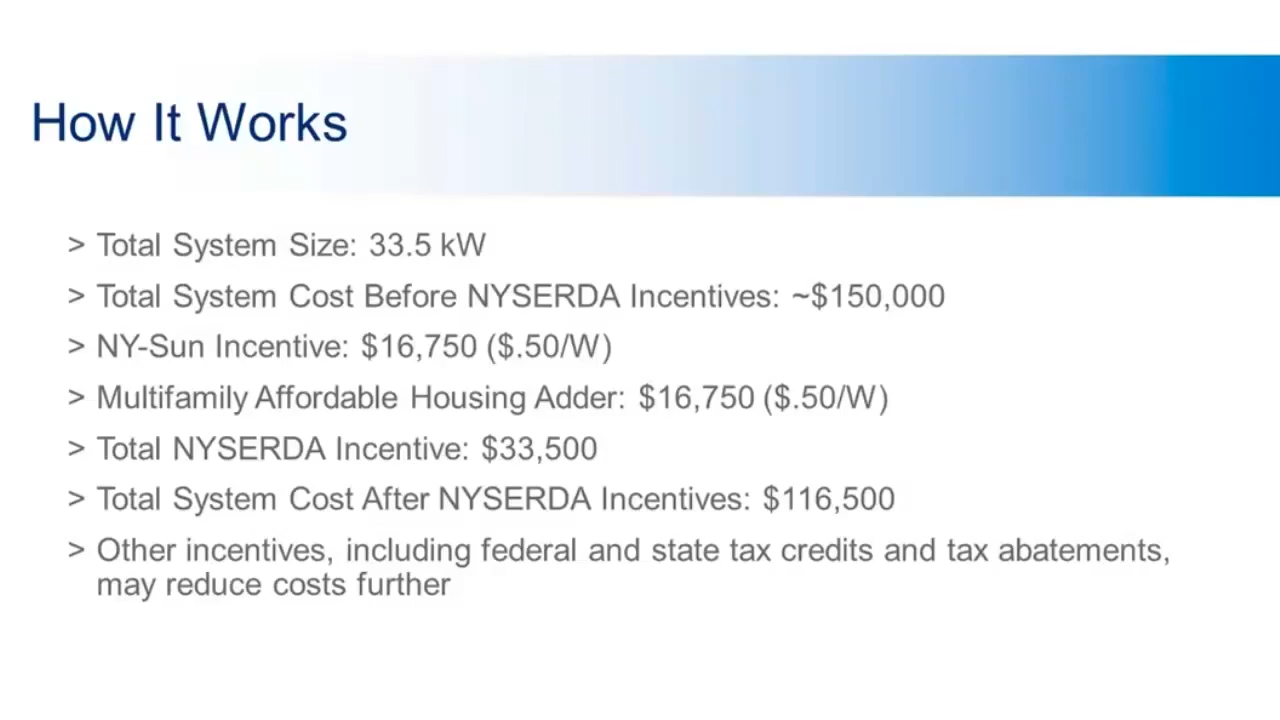 How It Works
> Total System Size: 33.5 kW
> Total System Cost Before NYSERDA Incentives: ~$150,000
> NY-Sun Incentive: $16,750 ($.50/W)
> Multifamily Affordable Housing Adder: $16,750 ($.50/W)
> Total NYSERDA Incentive: $33,500
> Total System Cost After NYSERDA Incentives: $116,500
> Other incentives, including federal and state tax credits and tax abatements,
may reduce costs further